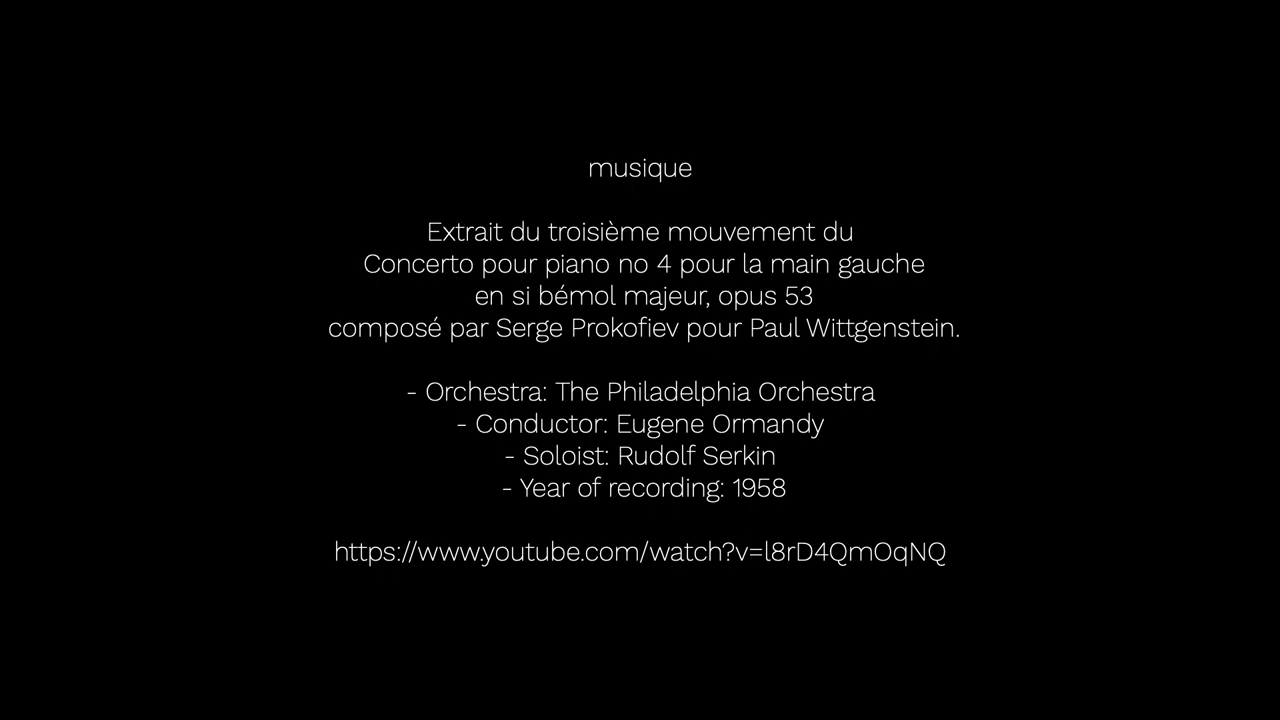 musique
Extrait du troisième mouvement du
Concerto pour piano no 4 pour la main gauche
en si bémol majeur, opus 53
composé par Serge Prokofiev pour Paul Wittgenstein.
- Orchestra: The Philadelphia Orchestra
- Conductor: Eugene Ormandy
- Soloist: Rudolf Serkin
- Year of recording: 1958
https://www.youtube.com/watch?v=l8rD4QmOqNQ